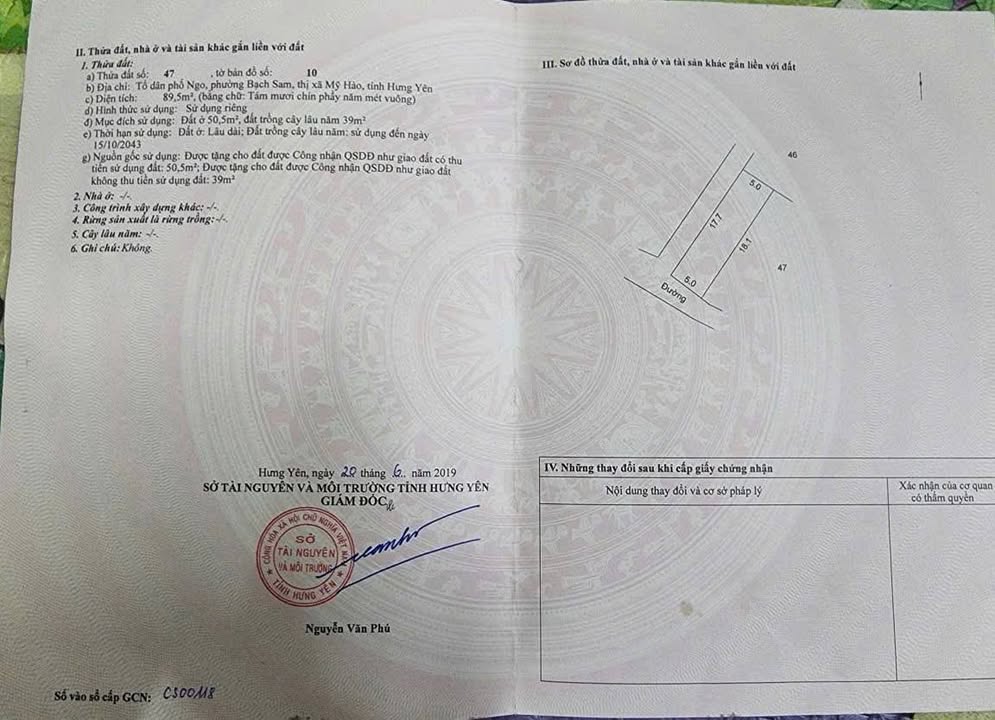 II. Thửa đất, nhà ở và tài sản khác gắn liền với đất
1. Thửa đất:
a) Thửa đất số: 47 , tờ bản đồ số: 10
b) Địa chỉ: Tổ dân phố Ngọ, phường Bạch Sam, thị xã Mỹ Hào, tỉnh Hưng Yên
c) Diện tích: 89,5m², (bằng chữ: Tám mươi chín phẩy năm mét vuông)
d) Hình thức sử dụng: Sử dụng riêng
đ) Mục đích sử dụng: Đất ở 50,5m², đất trồng cây lâu năm 39m²
e) Thời hạn sử dụng: Đất ở: Lâu dài; Đất trồng cây lâu năm: sử dụng đến ngày
15/10/2043
g) Nguồn gốc sử dụng: Được tặng cho đất được Công nhận QSDĐ như giao đất có thu
tiền sử dụng đất: 50,5m²; Được tặng cho đất được Công nhận QSDĐ như giao đất
không thu tiền sử dụng đất: 39m²
2. Nhà ở: -/-.
3. Công trình xây dựng khác: -/-.
4. Rừng sản xuất là rừng trồng: -/-.
5. Cây lâu năm: -/-.
6. Ghi chú: Không.
Hưng Yên, ngày 20 tháng 6.. năm 2019
SỞ TÀI NGUYÊN VÀ MÔI TRƯỜNG TỈNH HƯNG YÊN
GIÁM ĐỐC
CỘNG HÒA XÃ HỘI CHỦ NGHĨA VIỆT NAM
SỞ
TÀI NGUYÊN
VÀ MÔI TRƯỜNG
TỈNH HƯNG YÊN
Nguyễn Văn Phú
Số vào sổ cấp GCN: CS00118
III. Sơ đồ thửa đất, nhà ở và tài sản khác gắn liền với đất
46
5.0
17.7
18.1
47
5.0
Đường
IV. Những thay đổi sau khi cấp giấy chứng nhận
Nội dung thay đổi và cơ sở pháp lý
Xác nhận của cơ quan
có thẩm quyền